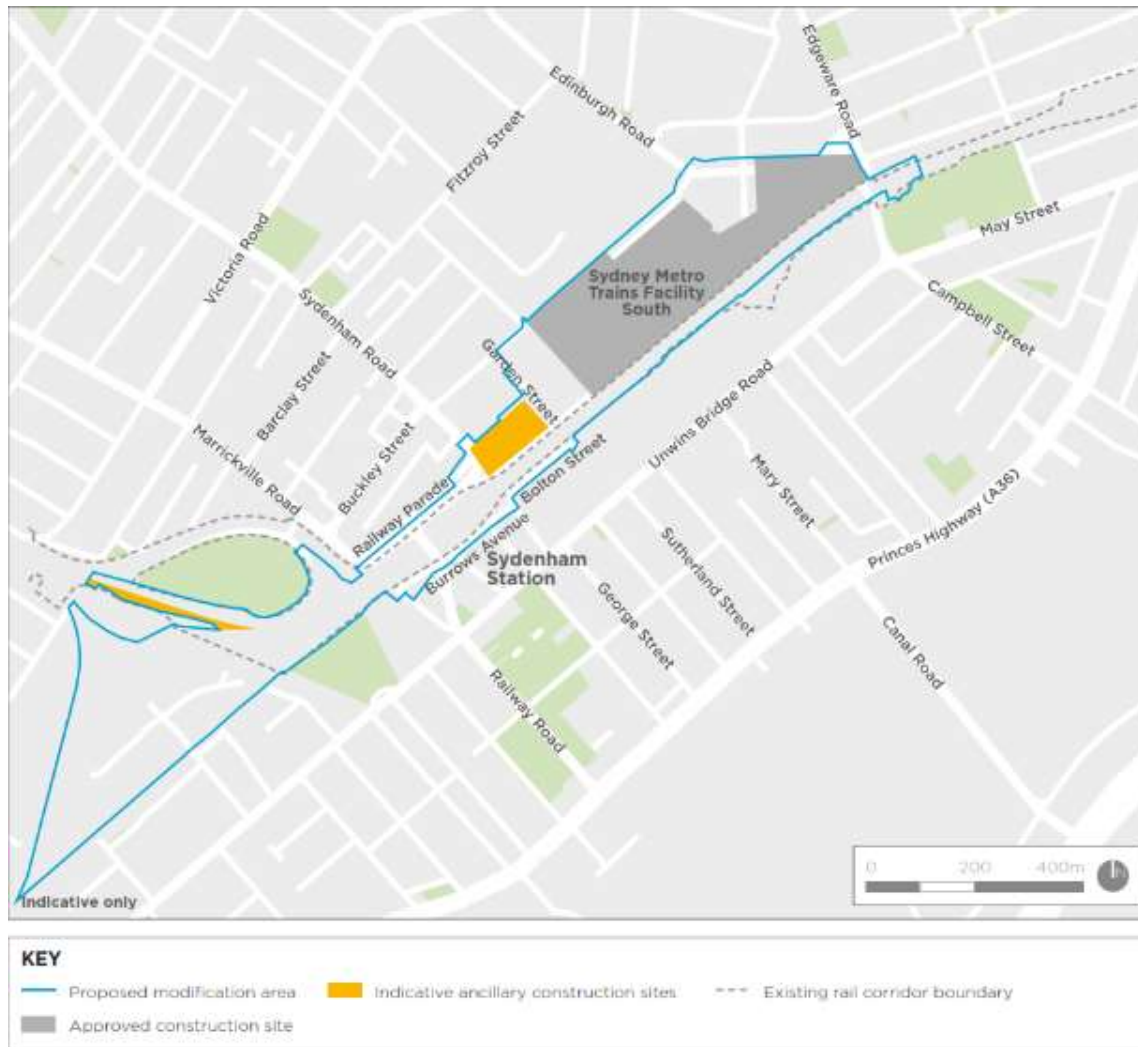 Edgeware Road
Edinburgh Road
Fitzroy Street
May Street
Victoria Road
Sydney Metro
Trains Facility
South
Campbell Street
Sydenham Road
Garden Street
Barclay Street
Unwins Bridge Road
Marrickville Road
Buckley Street
Bolton Street
Mary Street
Railway Parade
Princes Highway (A36)
Burrows Avenue
Sydenham
Station
Sutherland Street
George Street
Canal Road
Railway Road
0 200 400m
N
Indicative only
KEY
Proposed modification area Indicative ancillary construction sites Existing rail corridor boundary
Approved construction site